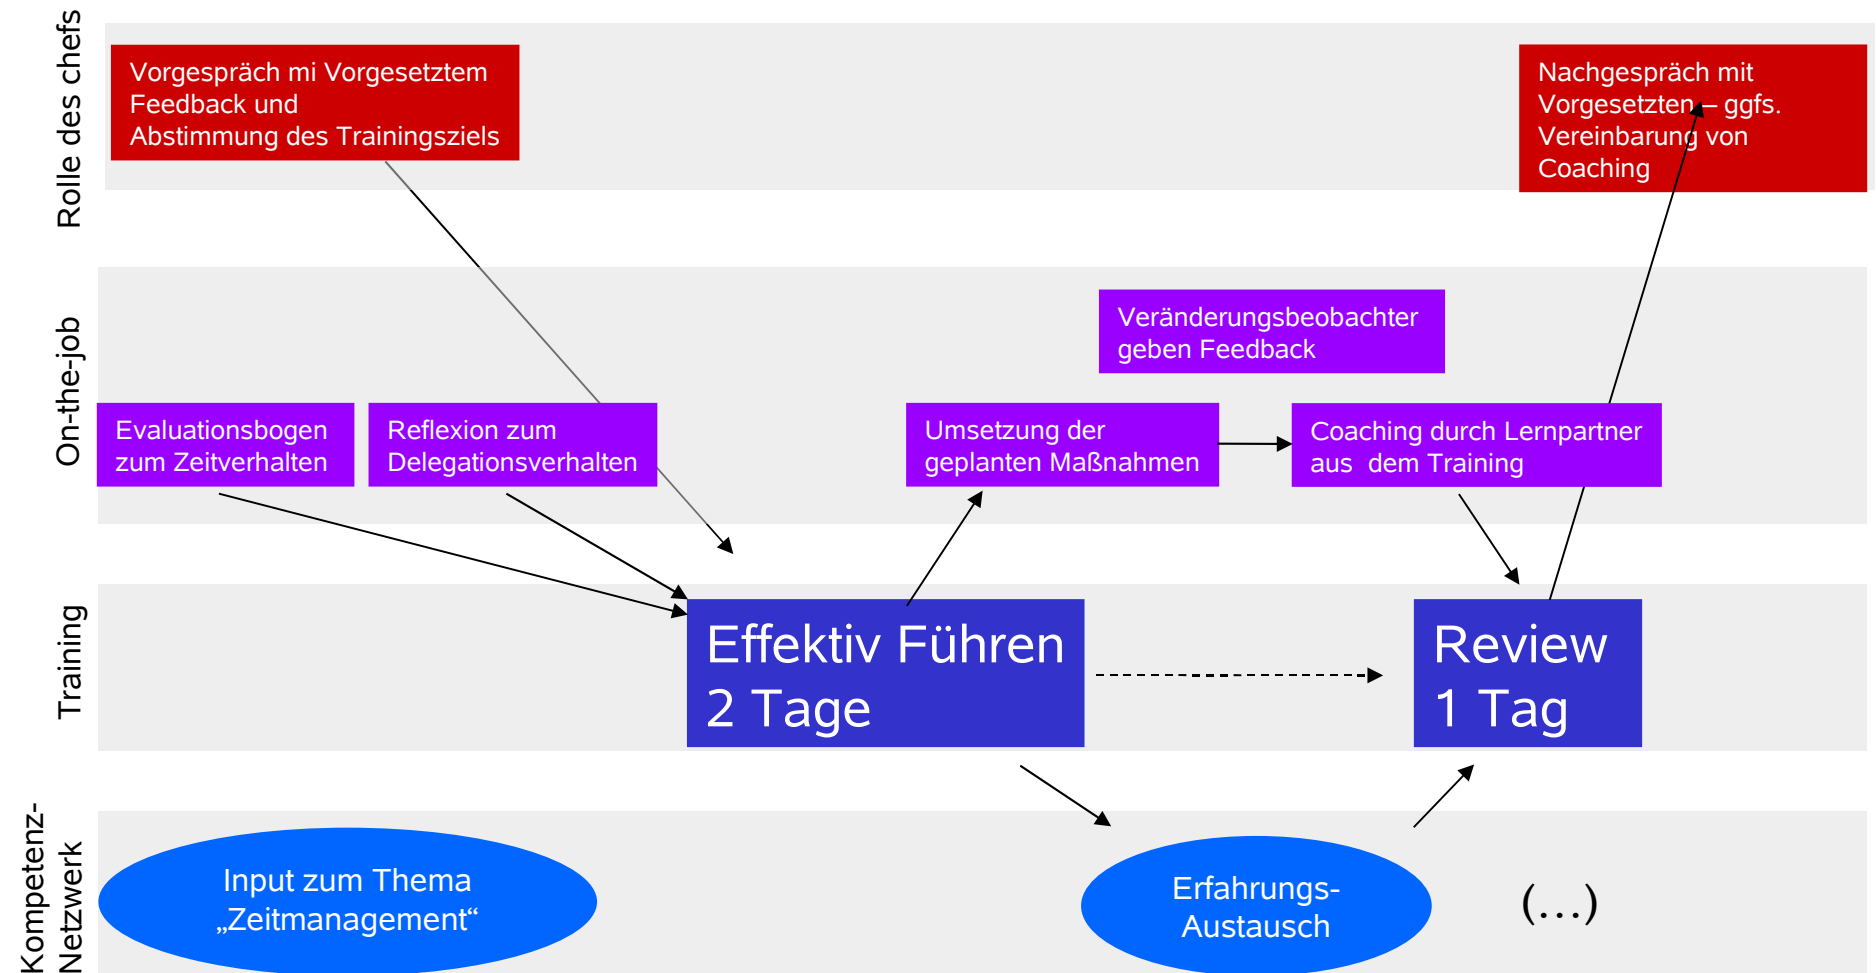 Rolle des chefs
Vorgespräch mi Vorgesetztem
Feedback und
Abstimmung des Trainingsziels
Nachgespräch mit
Vorgesetzten – ggfs.
Vereinbarung von
Coaching
On-the-job
Veränderungsbeobachter
geben Feedback
Evaluationsbogen
zum Zeitverhalten
Reflexion zum
Delegationsverhalten
Umsetzung der
geplanten Maßnahmen
Coaching durch Lernpartner
aus  dem Training
Training
Effektiv Führen
2 Tage
Review
1 Tag
Kompetenz-
Netzwerk
Input zum Thema
„Zeitmanagement“
Erfahrungs-
Austausch
(…)